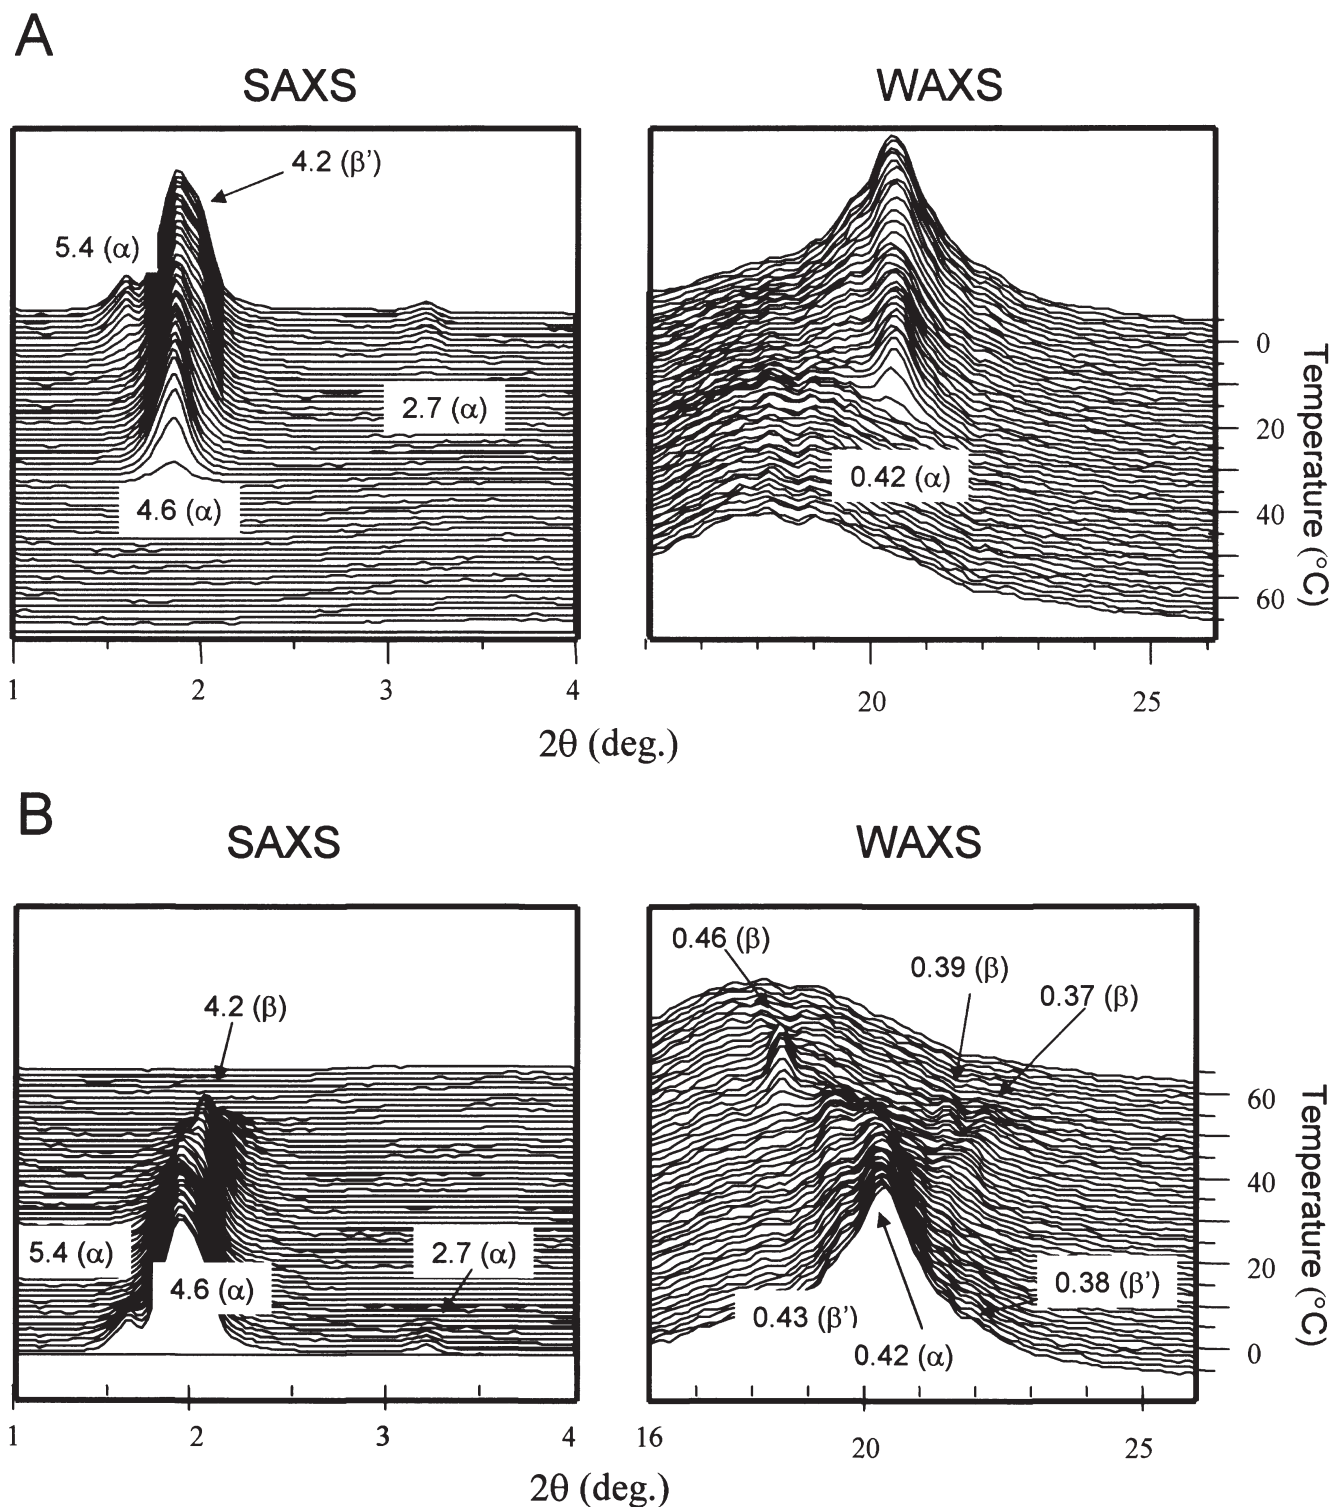 A
SAXS
WAXS
4.2 (β’)
5.4 (α)
2.7 (α)
4.6 (α)
0.42 (α)
0
20
40
60
Temperature (°C)
1
2
3
4
20
25
2θ (deg.)
B
SAXS
WAXS
0.46 (β)
0.39 (β)
0.37 (β)
4.2 (β)
5.4 (α)
4.6 (α)
2.7 (α)
0.38 (β’)
0.43 (β’)
0.42 (α)
60
40
20
0
Temperature (°C)
1
2
3
4
16
20
25
2θ (deg.)